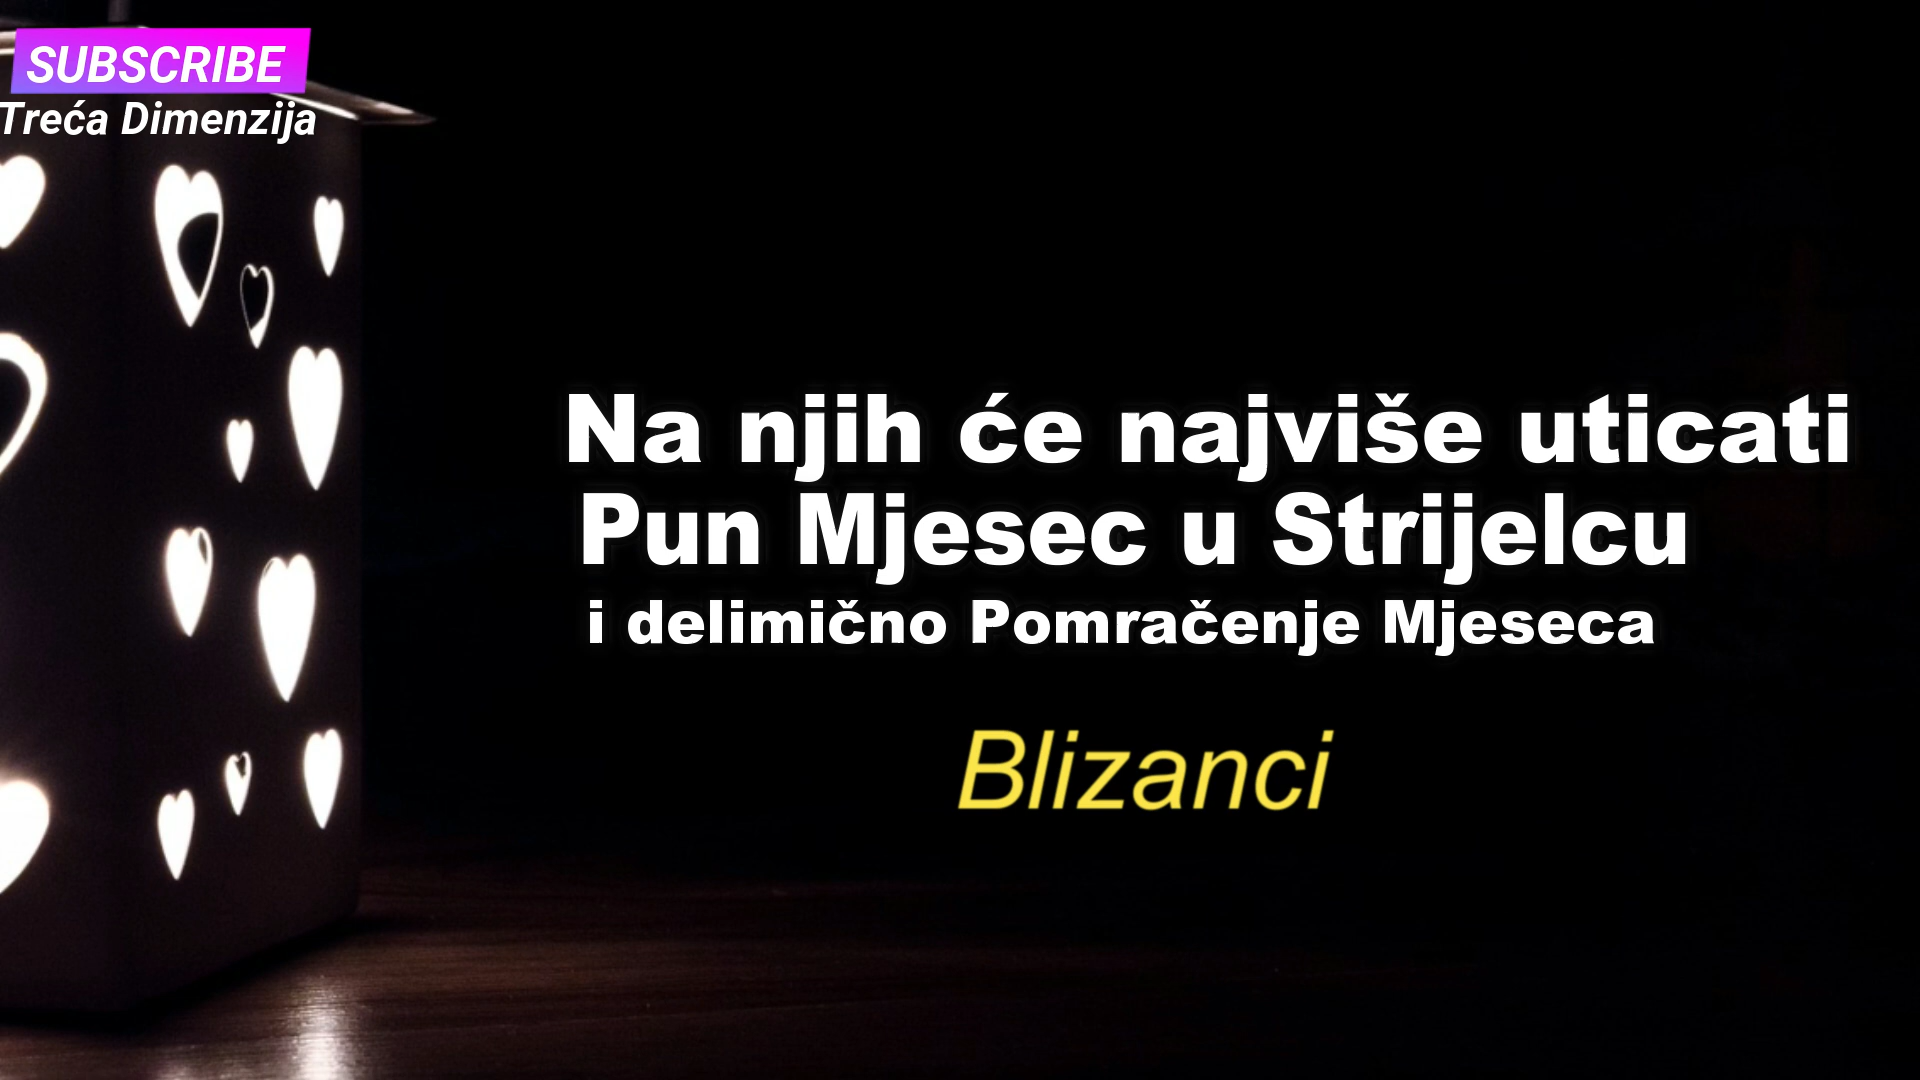 SUBSCRIBE
Treća Dimenzija
Na njih će najviše uticati
Pun Mjesec u Strijelcu
i delimično Pomračenje Mjeseca
Blizanci